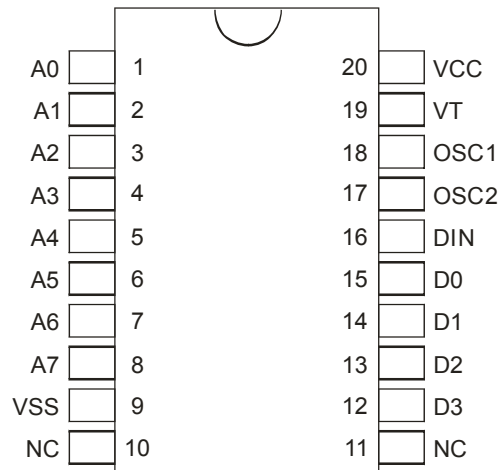 A0 1 20 VCC
A1 2 19 VT
A2 3 18 OSC1
A3 4 17 OSC2
A4 5 16 DIN
A5 6 15 D0
A6 7 14 D1
A7 8 13 D2
VSS 9 12 D3
NC 10 11 NC